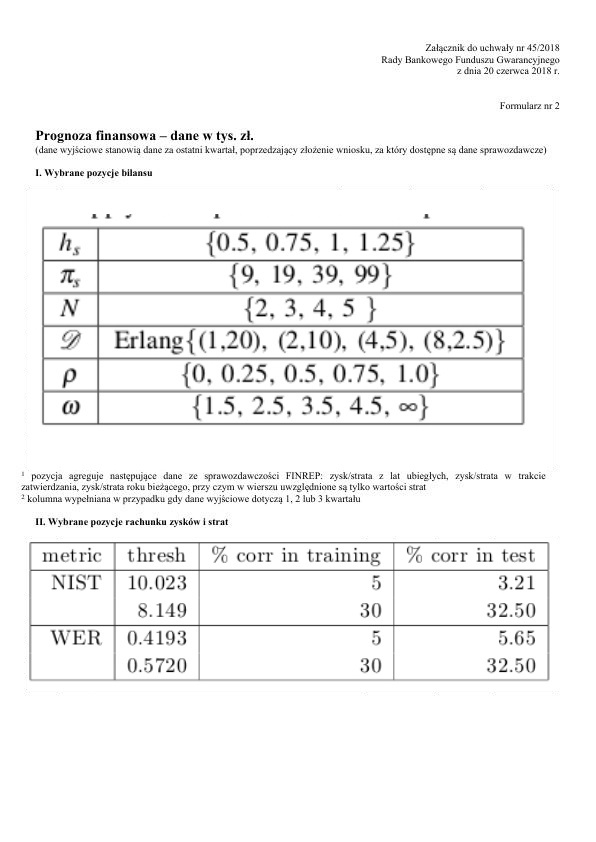 Załącznik do uchwały nr 45/2018
Rady Bankowego Funduszu Gwarancyjnego
z dnia 20 czerwca 2018 r.
Formularz nr 2
Prognoza finansowa – dane w tys. zł.
(dane wyjściowe stanowią dane za ostatni kwartał, poprzedzający złożenie wniosku, za który dostępne są dane sprawozdawcze)
I. Wybrane pozycje bilansu
h_s {0.5, 0.75, 1, 1.25}
π_s {9, 19, 39, 99}
N {2, 3, 4, 5 }
𝒟 Erlang{(1,20), (2,10), (4,5), (8,2.5)}
ρ {0, 0.25, 0.5, 0.75, 1.0}
ω {1.5, 2.5, 3.5, 4.5, ∞}
¹ pozycja agreguje następujące dane ze sprawozdawczości FINREP: zysk/strata z lat ubiegłych, zysk/strata w trakcie
zatwierdzania, zysk/strata roku bieżącego, przy czym w wierszu uwzględnione są tylko wartości strat
² kolumna wypełniana w przypadku gdy dane wyjściowe dotyczą 1, 2 lub 3 kwartału
II. Wybrane pozycje rachunku zysków i strat
metric thresh % corr in training % corr in test
NIST 10.023 5 3.21
8.149 30 32.50
WER 0.4193 5 5.65
0.5720 30 32.50